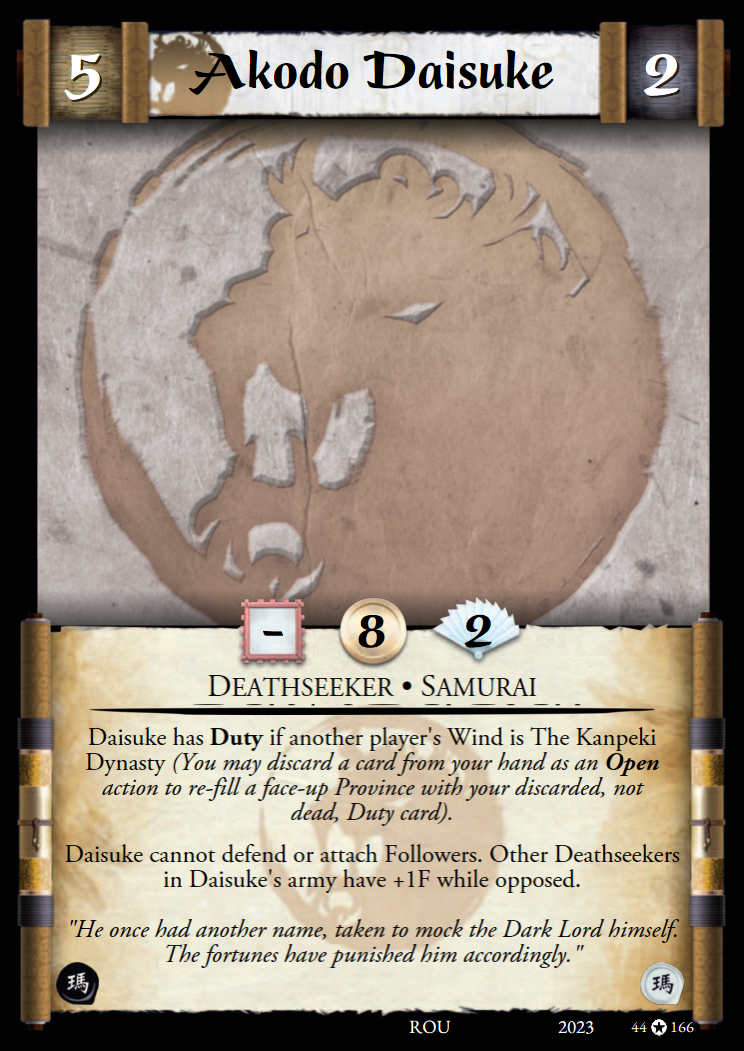 5 Akodo Daisuke 2
- 8 2
DEATHSEEKER • SAMURAI
Daisuke has Duty if another player's Wind is The Kanpeki
Dynasty (You may discard a card from your hand as an Open
action to re-fill a face-up Province with your discarded, not
dead, Duty card).
Daisuke cannot defend or attach Followers. Other Deathseekers
in Daisuke's army have +1F while opposed.
"He once had another name, taken to mock the Dark Lord himself.
The fortunes have punished him accordingly."
瑪 瑪
ROU 2023 44 ✪ 166